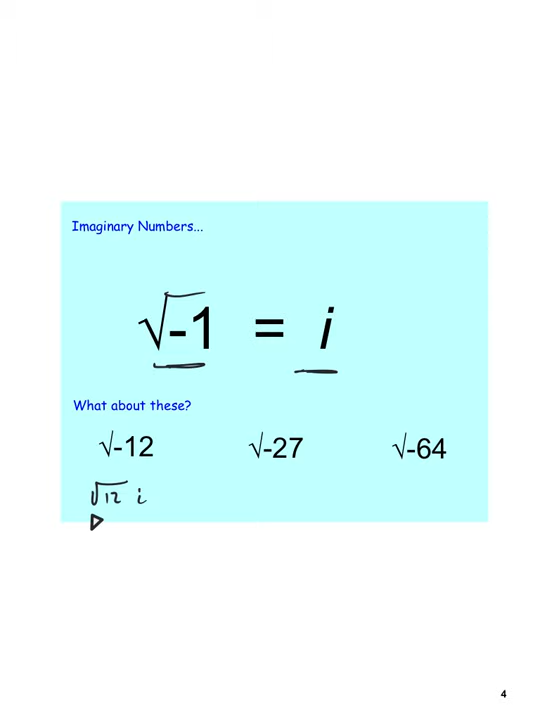 Imaginary Numbers...
√-1 = i
What about these?
√-12 √-27 √-64
√12 i
4